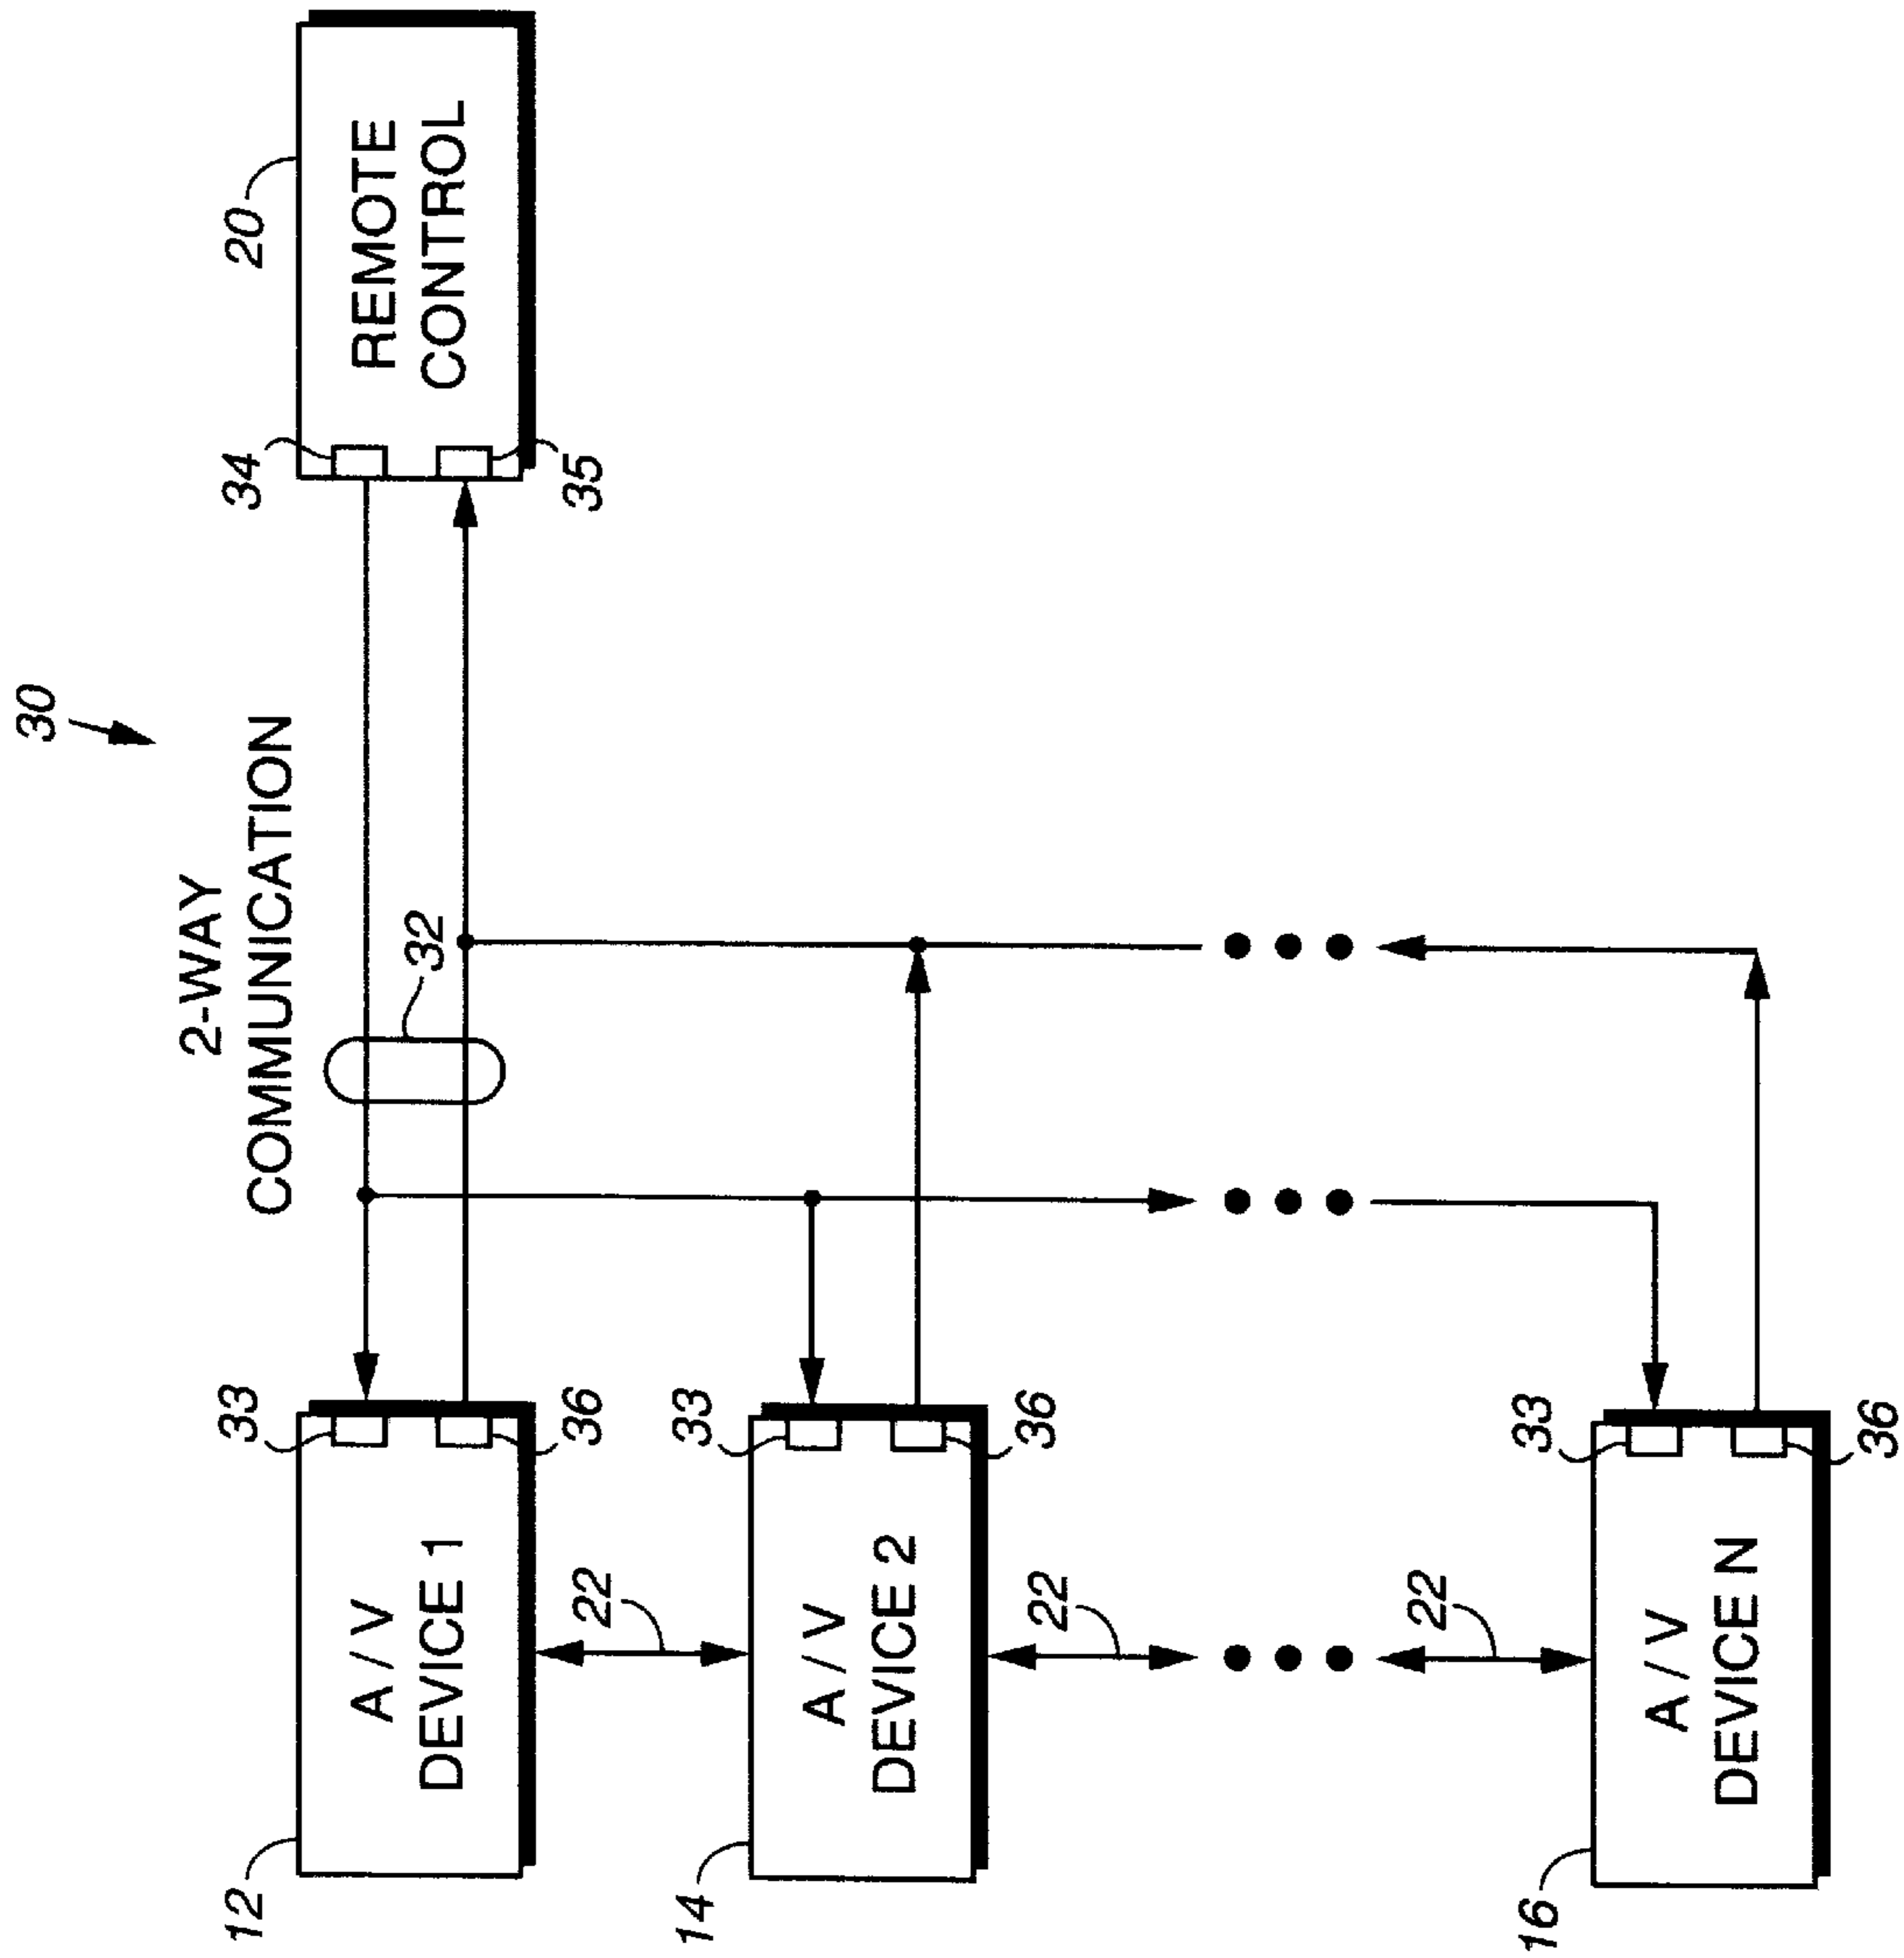 30
2-WAY
COMMUNICATION
12
A / V
DEVICE 1
33
36
32
34
35
20
REMOTE
CONTROL
22
14
A / V
DEVICE 2
33
36
22
22
16
A / V
DEVICE N
33
36